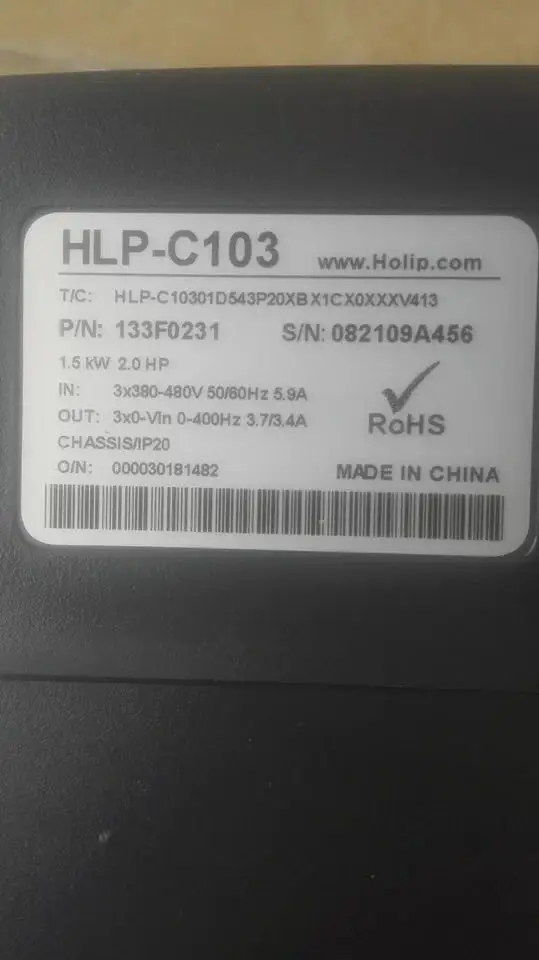 HLP-C103 www.Holip.com
T/C: HLP-C10301D543P20XBX1CX0XXXV413
P/N: 133F0231 S/N: 082109A456
1.5 kW 2.0 HP
IN: 3x380-480V 50/60Hz 5.9A
OUT: 3x0-Vin 0-400Hz 3.7/3.4A
RoHS
CHASSIS/IP20
O/N: 000030181482 MADE IN CHINA